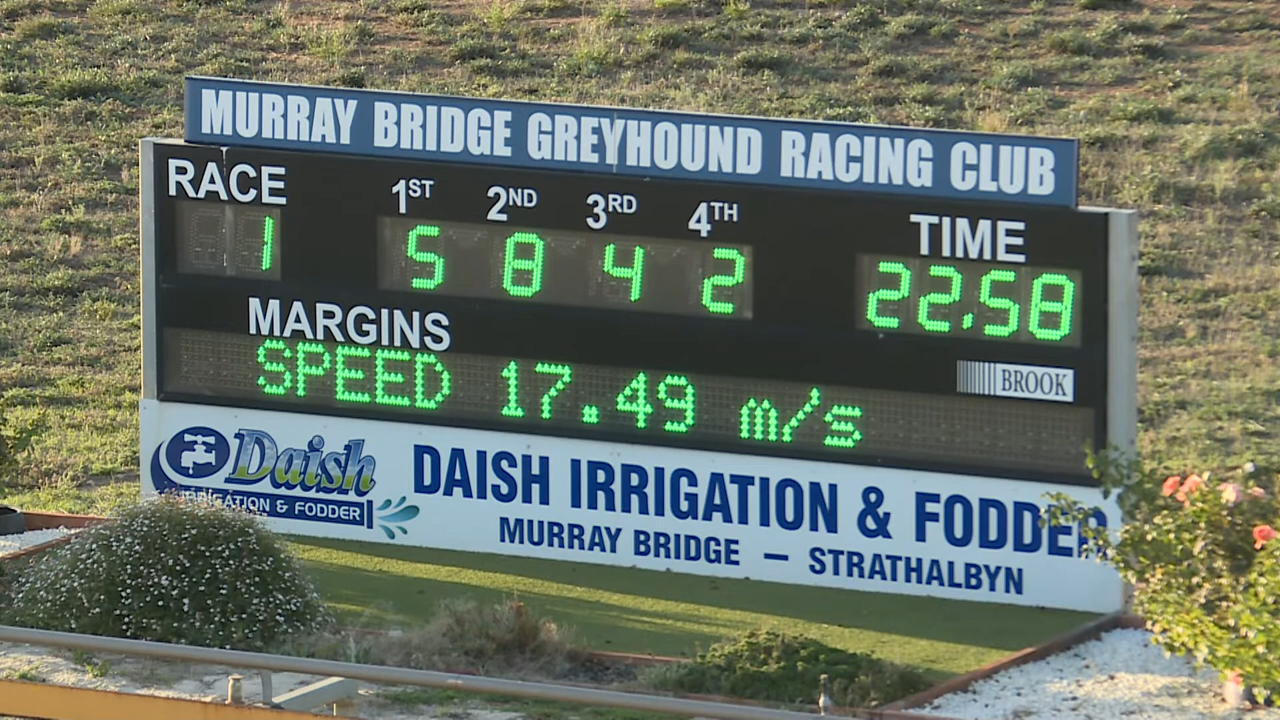 MURRAY BRIDGE GREYHOUND RACING CLUB
RACE 1ST 2ND 3RD 4TH TIME
1 5 8 4 2 22.58
MARGINS
BROOK
SPEED 17.49 m/s
Daish
IRRIGATION & FODDER
DAISH IRRIGATION & FODDER
MURRAY BRIDGE – STRATHALBYN